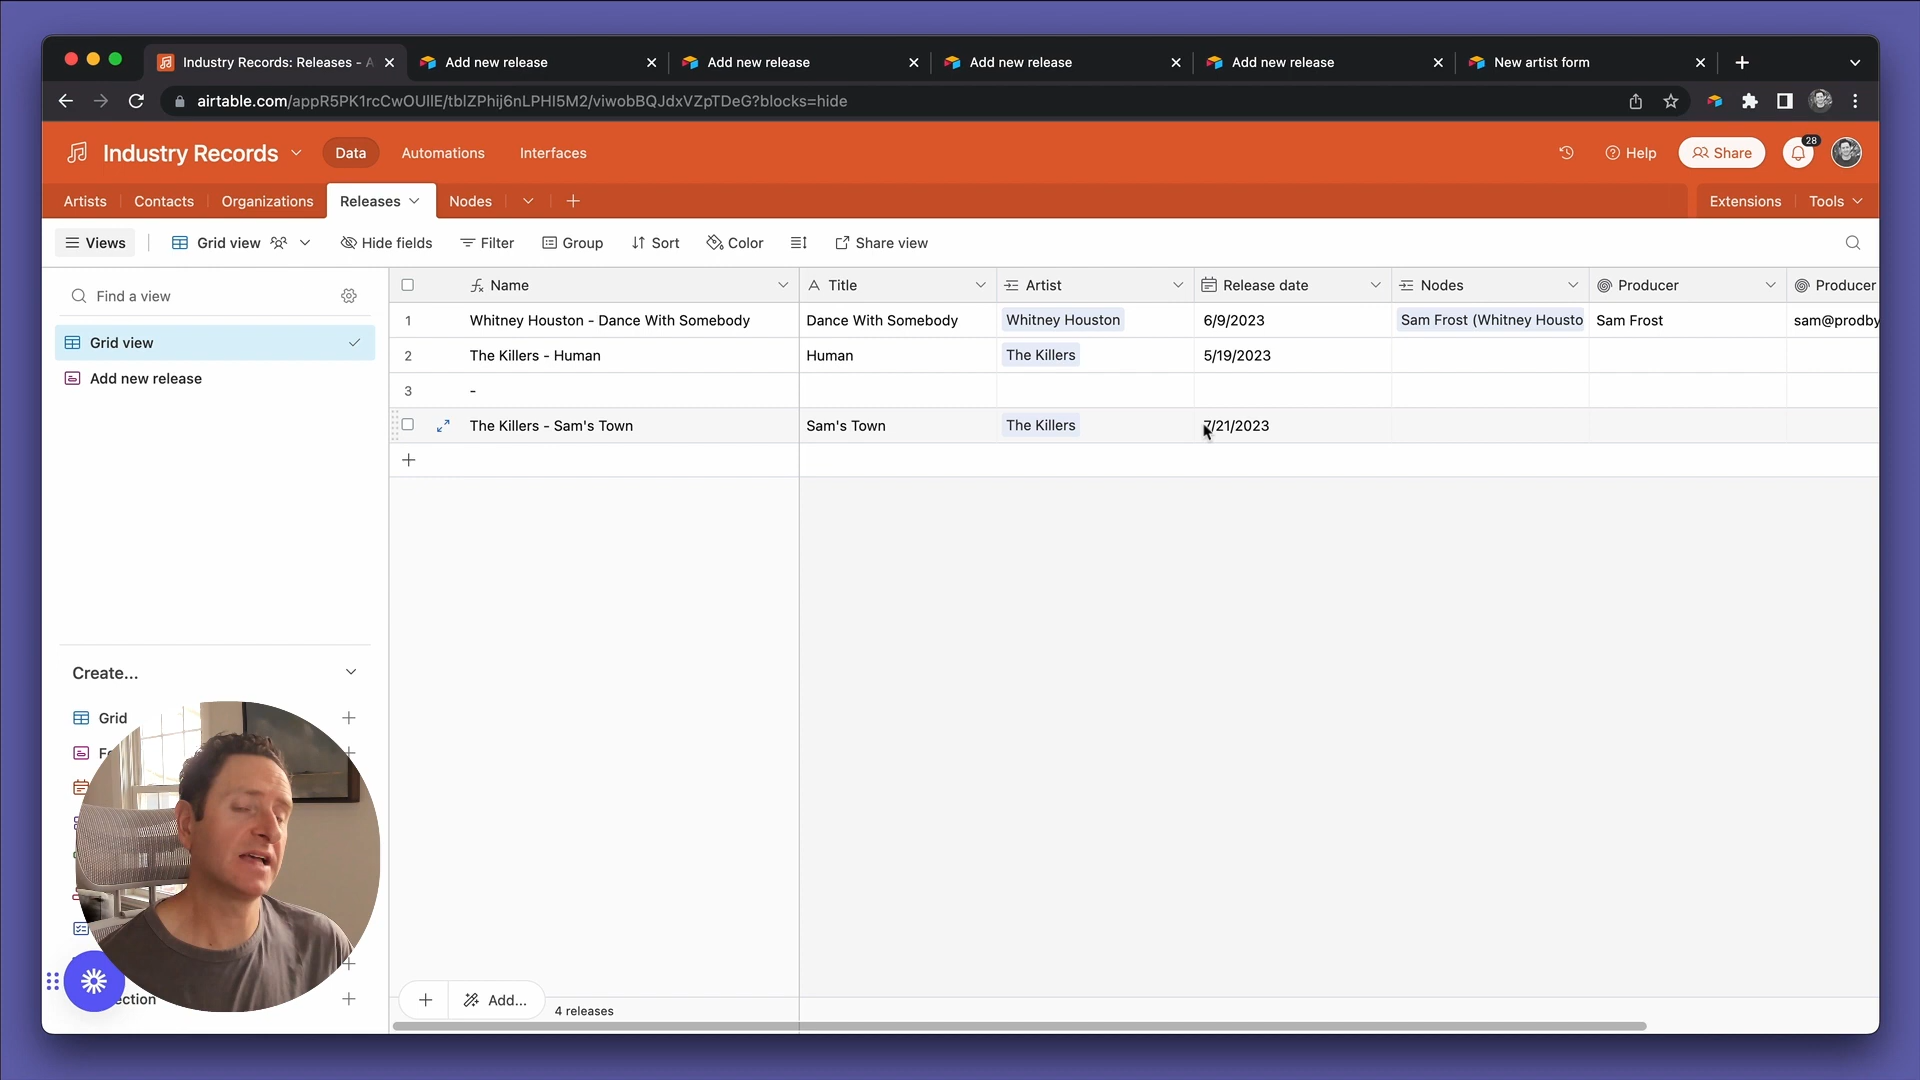 Industry Records: Releases - A
Add new release
Add new release
Add new release
Add new release
New artist form
airtable.com/appR5PK1rcCwOUIlE/tblZPhij6nLPHI5M2/viwobBQJdxVZpTDeG?blocks=hide
Industry Records
Data
Automations
Interfaces
Help
Share
28
Artists
Contacts
Organizations
Releases
Nodes
Extensions
Tools
Views
Grid view
Hide fields
Filter
Group
Sort
Color
Share view
Find a view
Grid view
Add new release
Create...
Grid
ection
Name Title Artist Release date Nodes Producer Producer
1 Whitney Houston - Dance With Somebody Dance With Somebody Whitney Houston 6/9/2023 Sam Frost (Whitney Housto Sam Frost sam@prodby
2 The Killers - Human Human The Killers 5/19/2023
3 -
The Killers - Sam's Town Sam's Town The Killers 7/21/2023
Add...
4 releases